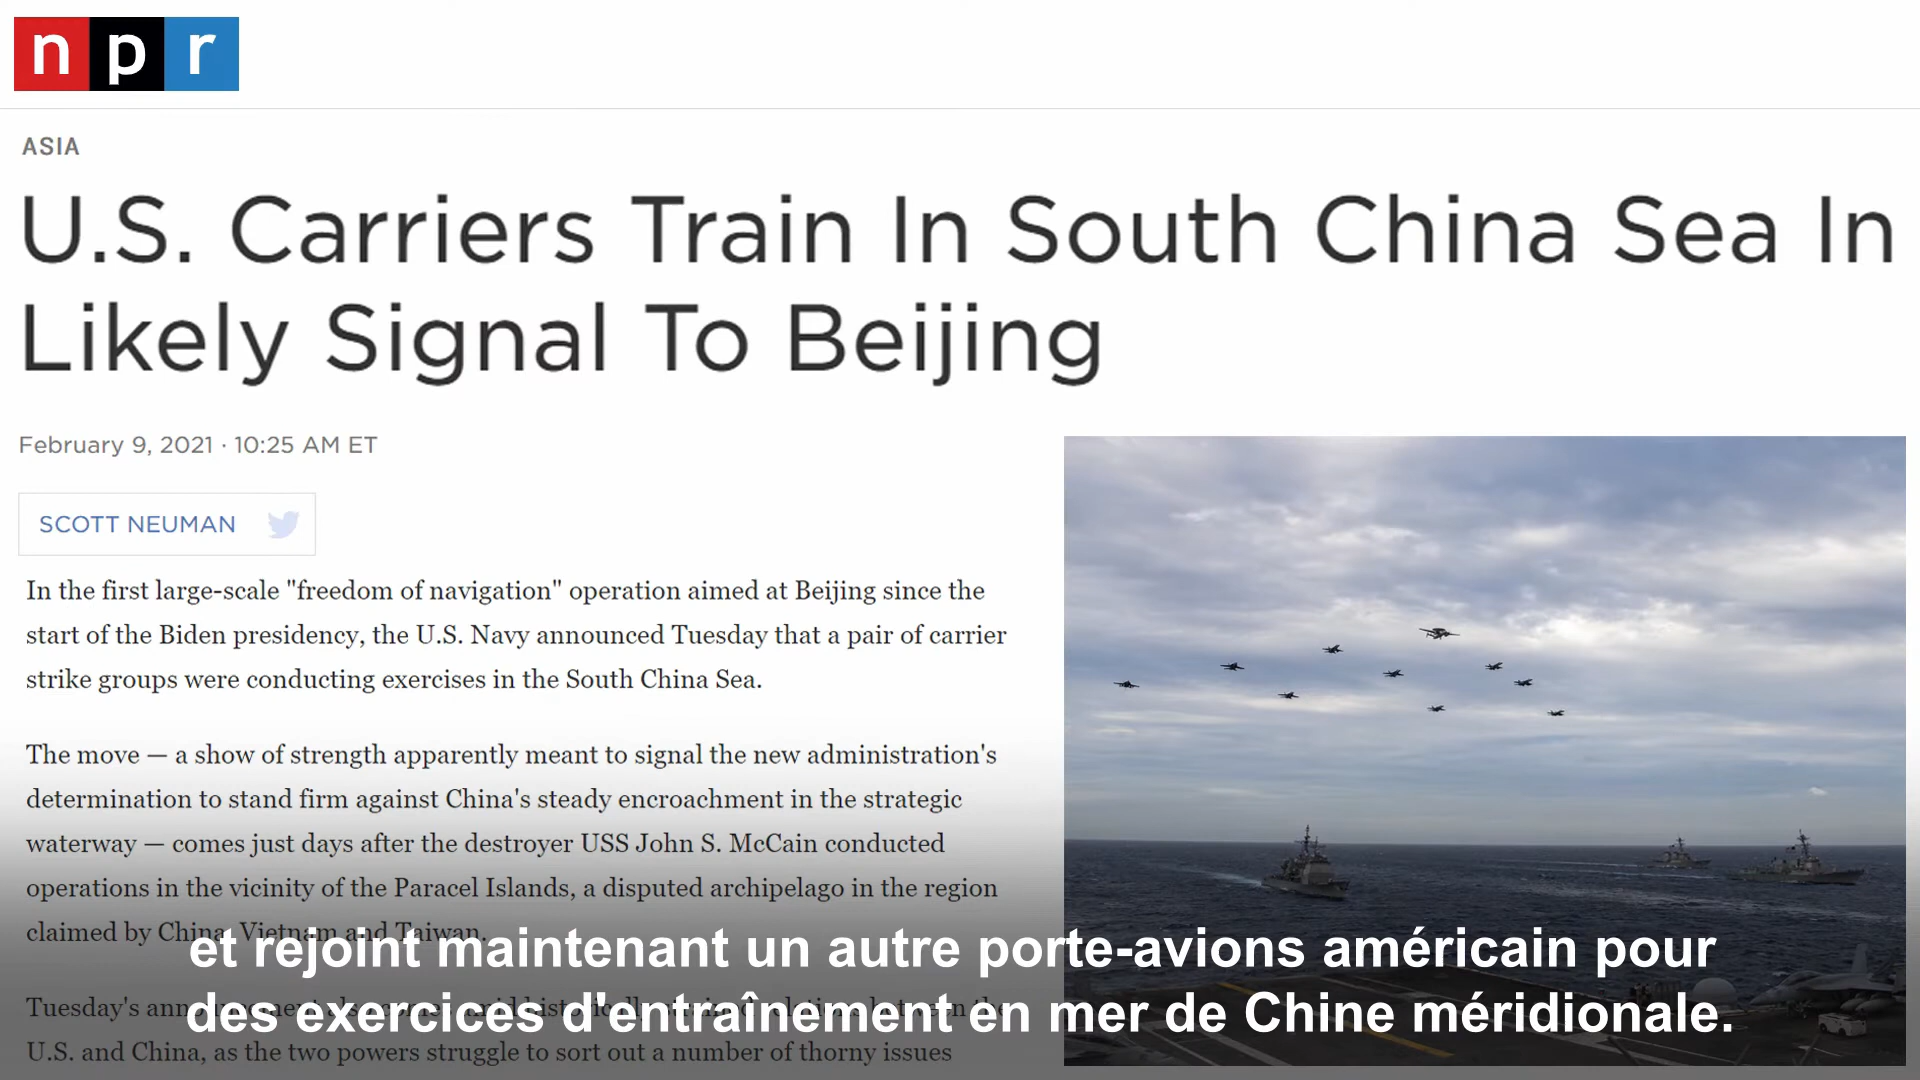 npr
ASIA
U.S. Carriers Train In South China Sea In
Likely Signal To Beijing
February 9, 2021 · 10:25 AM ET
SCOTT NEUMAN
In the first large-scale "freedom of navigation" operation aimed at Beijing since the
start of the Biden presidency, the U.S. Navy announced Tuesday that a pair of carrier
strike groups were conducting exercises in the South China Sea.
The move — a show of strength apparently meant to signal the new administration's
determination to stand firm against China's steady encroachment in the strategic
waterway — comes just days after the destroyer USS John S. McCain conducted
operations in the vicinity of the Paracel Islands, a disputed archipelago in the region
claimed by China, Vietnam and Taiwan.
et rejoint maintenant un autre porte-avions américain pour
Tuesday's between the
des exercices d'entraînement en mer de Chine méridionale.
U.S. and China, as the two powers struggle to sort out a number of thorny issues